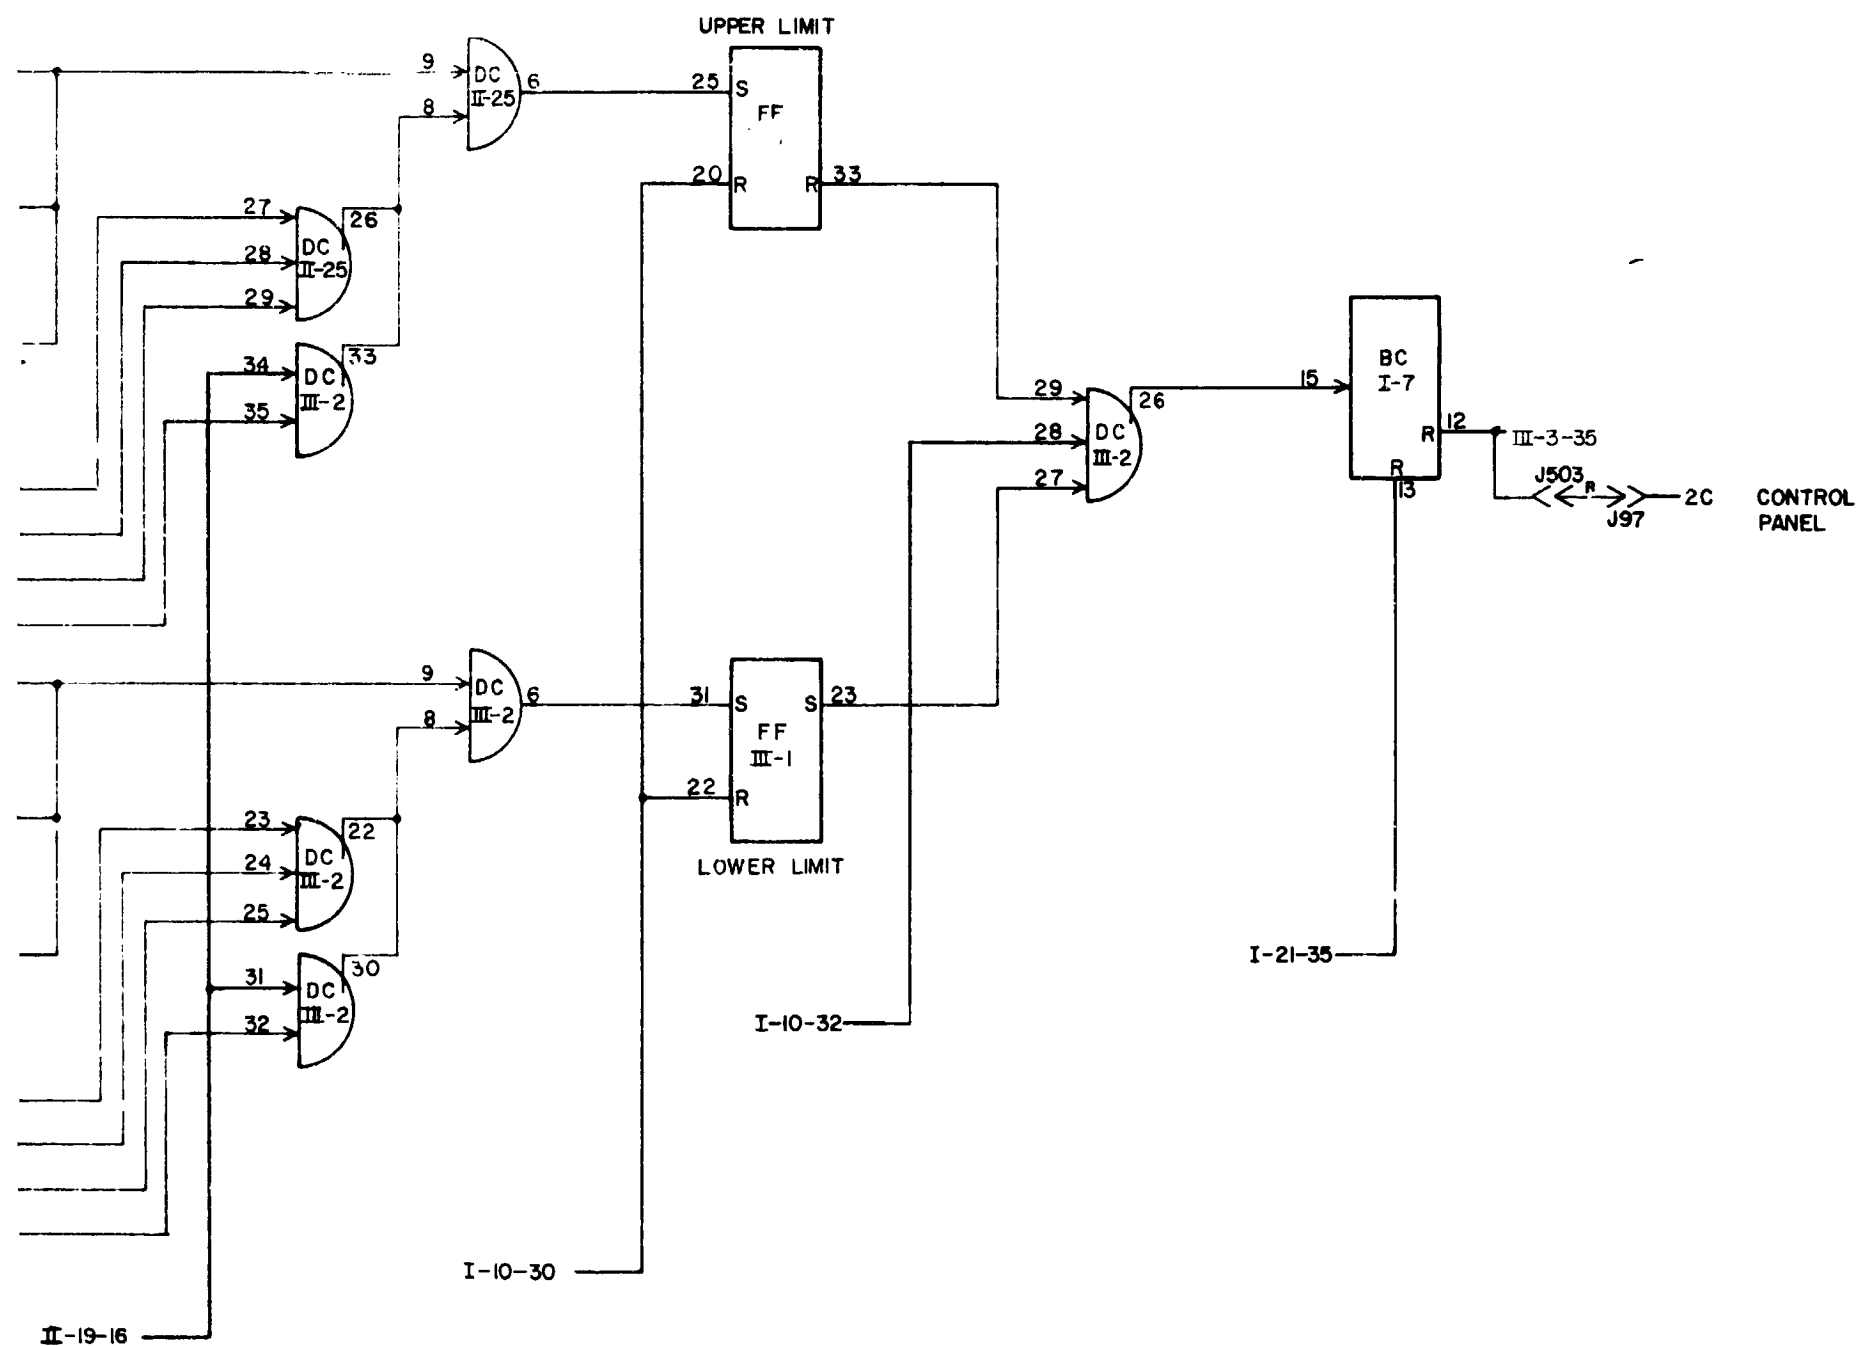 UPPER LIMIT
9
DC
II-25
8
6
25
S
FF
20
R
R
33
27
28
29
DC
II-25
26
34
35
DC
III-2
33
29
28
27
DC
III-2
26
15
BC
I-7
R
12
III-3-35
R
13
J503
R
J97
2C
CONTROL
PANEL
9
DC
III-2
8
6
31
S
S
23
FF
III-1
22
R
LOWER LIMIT
23
24
25
DC
III-2
22
31
32
DC
III-2
30
I-21-35
I-10-32
I-10-30
II-19-16